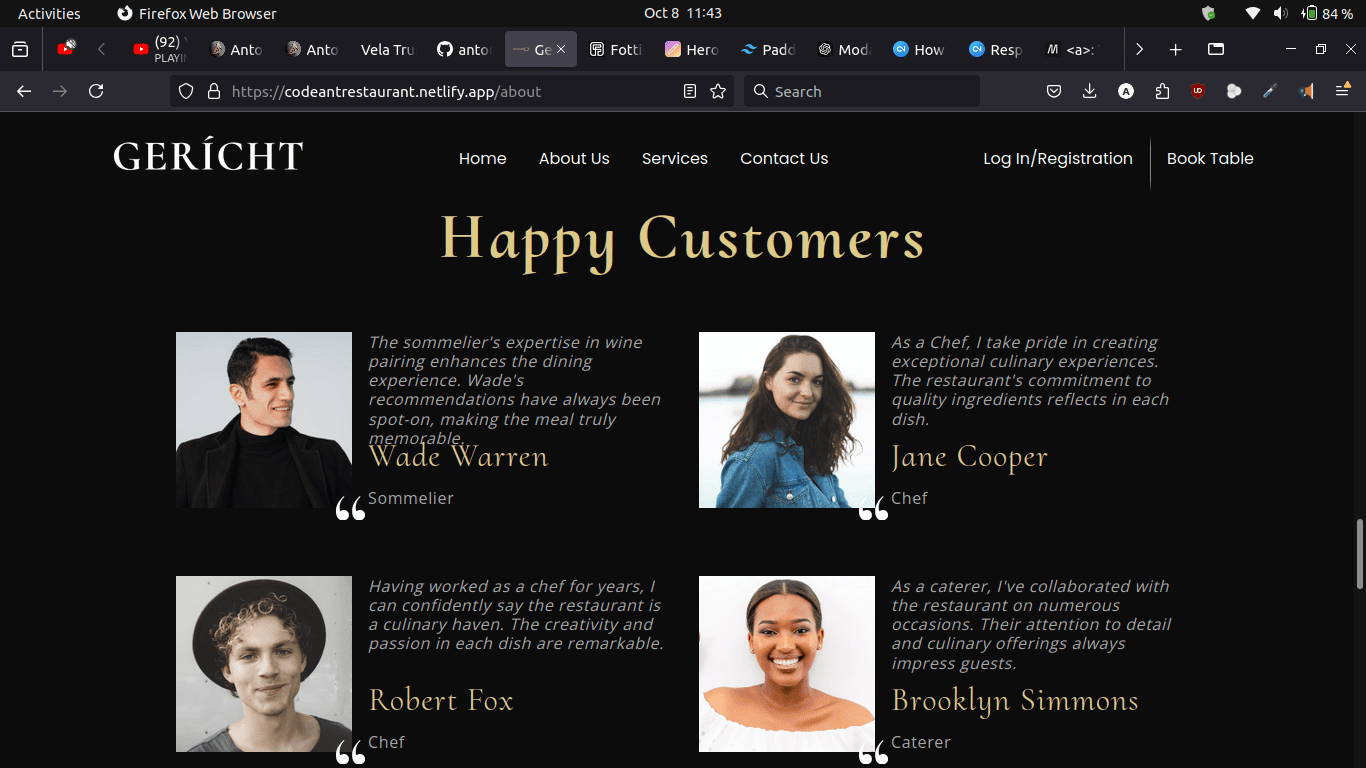 Activities
Firefox Web Browser
Oct 8 11:43
84 %
(92)
PLAYIN
Anto
Anto
Vela Tru
anto
Ge
Fotti
Hero
Padd
Moda
How
Resp
<a>:
https://codeantrestaurant.netlify.app/about
Search
GERÍCHT
Home
About Us
Services
Contact Us
Log In/Registration
Book Table
Happy Customers
The sommelier's expertise in wine
pairing enhances the dining
experience. Wade's
recommendations have always been
spot-on, making the meal truly
memorable.
Wade Warren
Sommelier
As a Chef, I take pride in creating
exceptional culinary experiences.
The restaurant's commitment to
quality ingredients reflects in each
dish.
Jane Cooper
Chef
Having worked as a chef for years, I
can confidently say the restaurant is
a culinary haven. The creativity and
passion in each dish are remarkable.
Robert Fox
Chef
As a caterer, I've collaborated with
the restaurant on numerous
occasions. Their attention to detail
and culinary offerings always
impress guests.
Brooklyn Simmons
Caterer